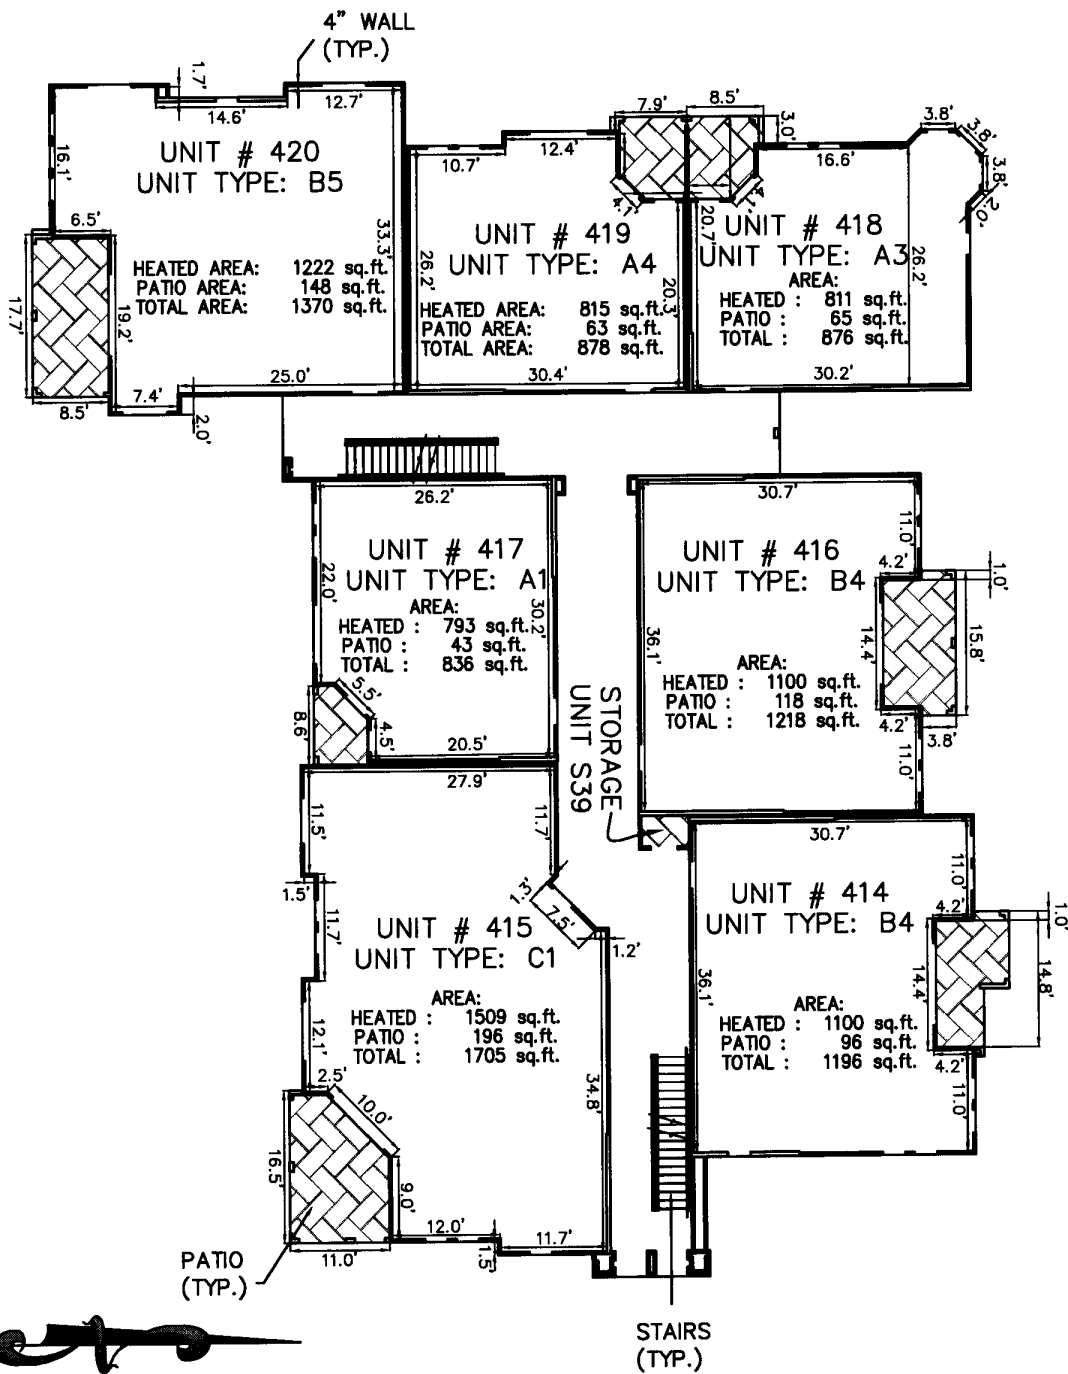 4" WALL
(TYP.)
1.7'
14.6'
12.7'
16.1'
UNIT # 420
UNIT TYPE: B5
6.5'
33.3'
HEATED AREA: 1222 sq.ft.
PATIO AREA: 148 sq.ft.
TOTAL AREA: 1370 sq.ft.
17.7'
19.2'
25.0'
7.4'
8.5'
2.0'
7.9'
8.5'
3.0'
10.7'
12.4'
4.1'
UNIT # 419
UNIT TYPE: A4
26.2'
20.3'
HEATED AREA: 815 sq.ft.
PATIO AREA: 63 sq.ft.
TOTAL AREA: 878 sq.ft.
30.4'
3.8'
3.8'
3.8'
2.0'
16.6'
20.7'
UNIT # 418
UNIT TYPE: A3
26.2'
AREA:
HEATED : 811 sq.ft.
PATIO : 65 sq.ft.
TOTAL : 876 sq.ft.
30.2'
26.2'
UNIT # 417
UNIT TYPE: A1
22.0'
30.2'
AREA:
HEATED : 793 sq.ft.
PATIO : 43 sq.ft.
TOTAL : 836 sq.ft.
5.5'
8.6'
4.5'
20.5'
30.7'
11.0'
UNIT # 416
UNIT TYPE: B4
4.2'
1.0'
36.1'
14.4'
15.8'
AREA:
HEATED : 1100 sq.ft.
PATIO : 118 sq.ft.
TOTAL : 1218 sq.ft.
4.2'
3.8'
11.0'
STORAGE
UNIT S39
27.9'
11.5'
11.7'
1.5'
1.3'
7.5'
11.7'
1.2'
UNIT # 415
UNIT TYPE: C1
AREA:
HEATED : 1509 sq.ft.
PATIO : 196 sq.ft.
TOTAL : 1705 sq.ft.
12.1'
2.5'
10.0'
34.8'
16.5'
9.0'
12.0'
11.7'
11.0'
1.5'
30.7'
11.0'
UNIT # 414
UNIT TYPE: B4
4.2'
1.0'
36.1'
14.4'
14.8'
AREA:
HEATED : 1100 sq.ft.
PATIO : 96 sq.ft.
TOTAL : 1196 sq.ft.
4.2'
11.0'
PATIO
(TYP.)
STAIRS
(TYP.)